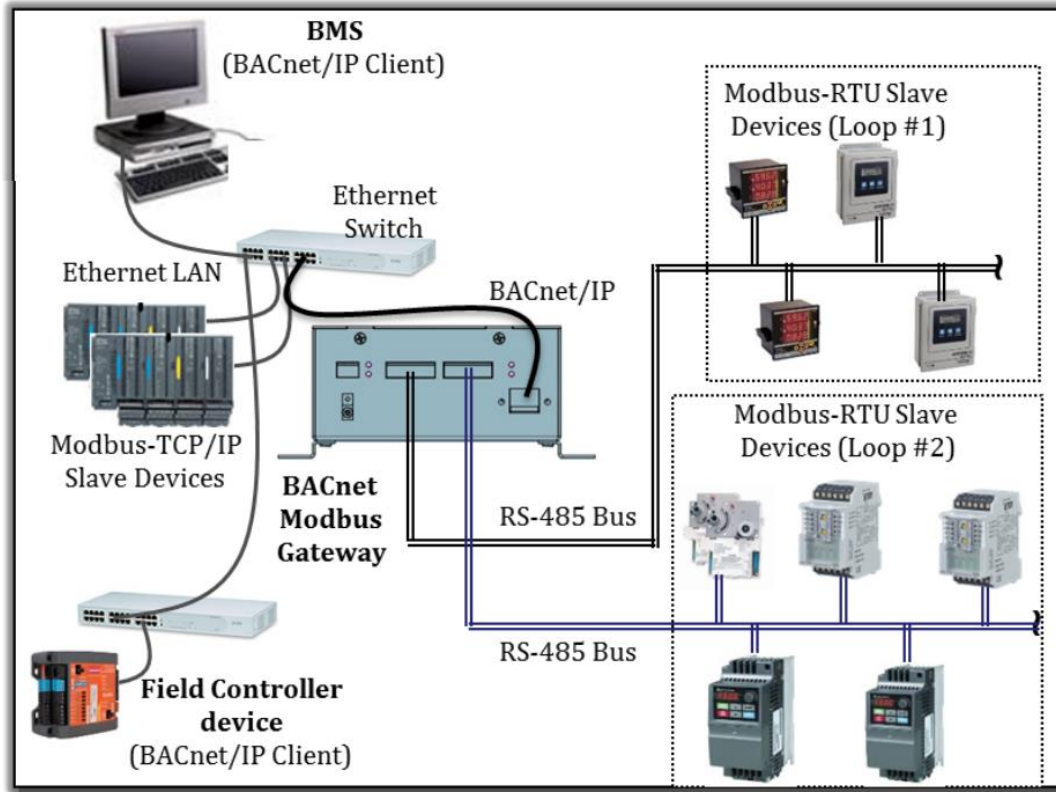 BMS
(BACnet/IP Client)
Modbus-RTU Slave
Devices (Loop #1)
Ethernet
Switch
Ethernet LAN
BACnet/IP
Modbus-TCP/IP
Slave Devices
Modbus-RTU Slave
Devices (Loop #2)
BACnet
Modbus
Gateway
RS-485 Bus
RS-485 Bus
Field Controller
device
(BACnet/IP Client)